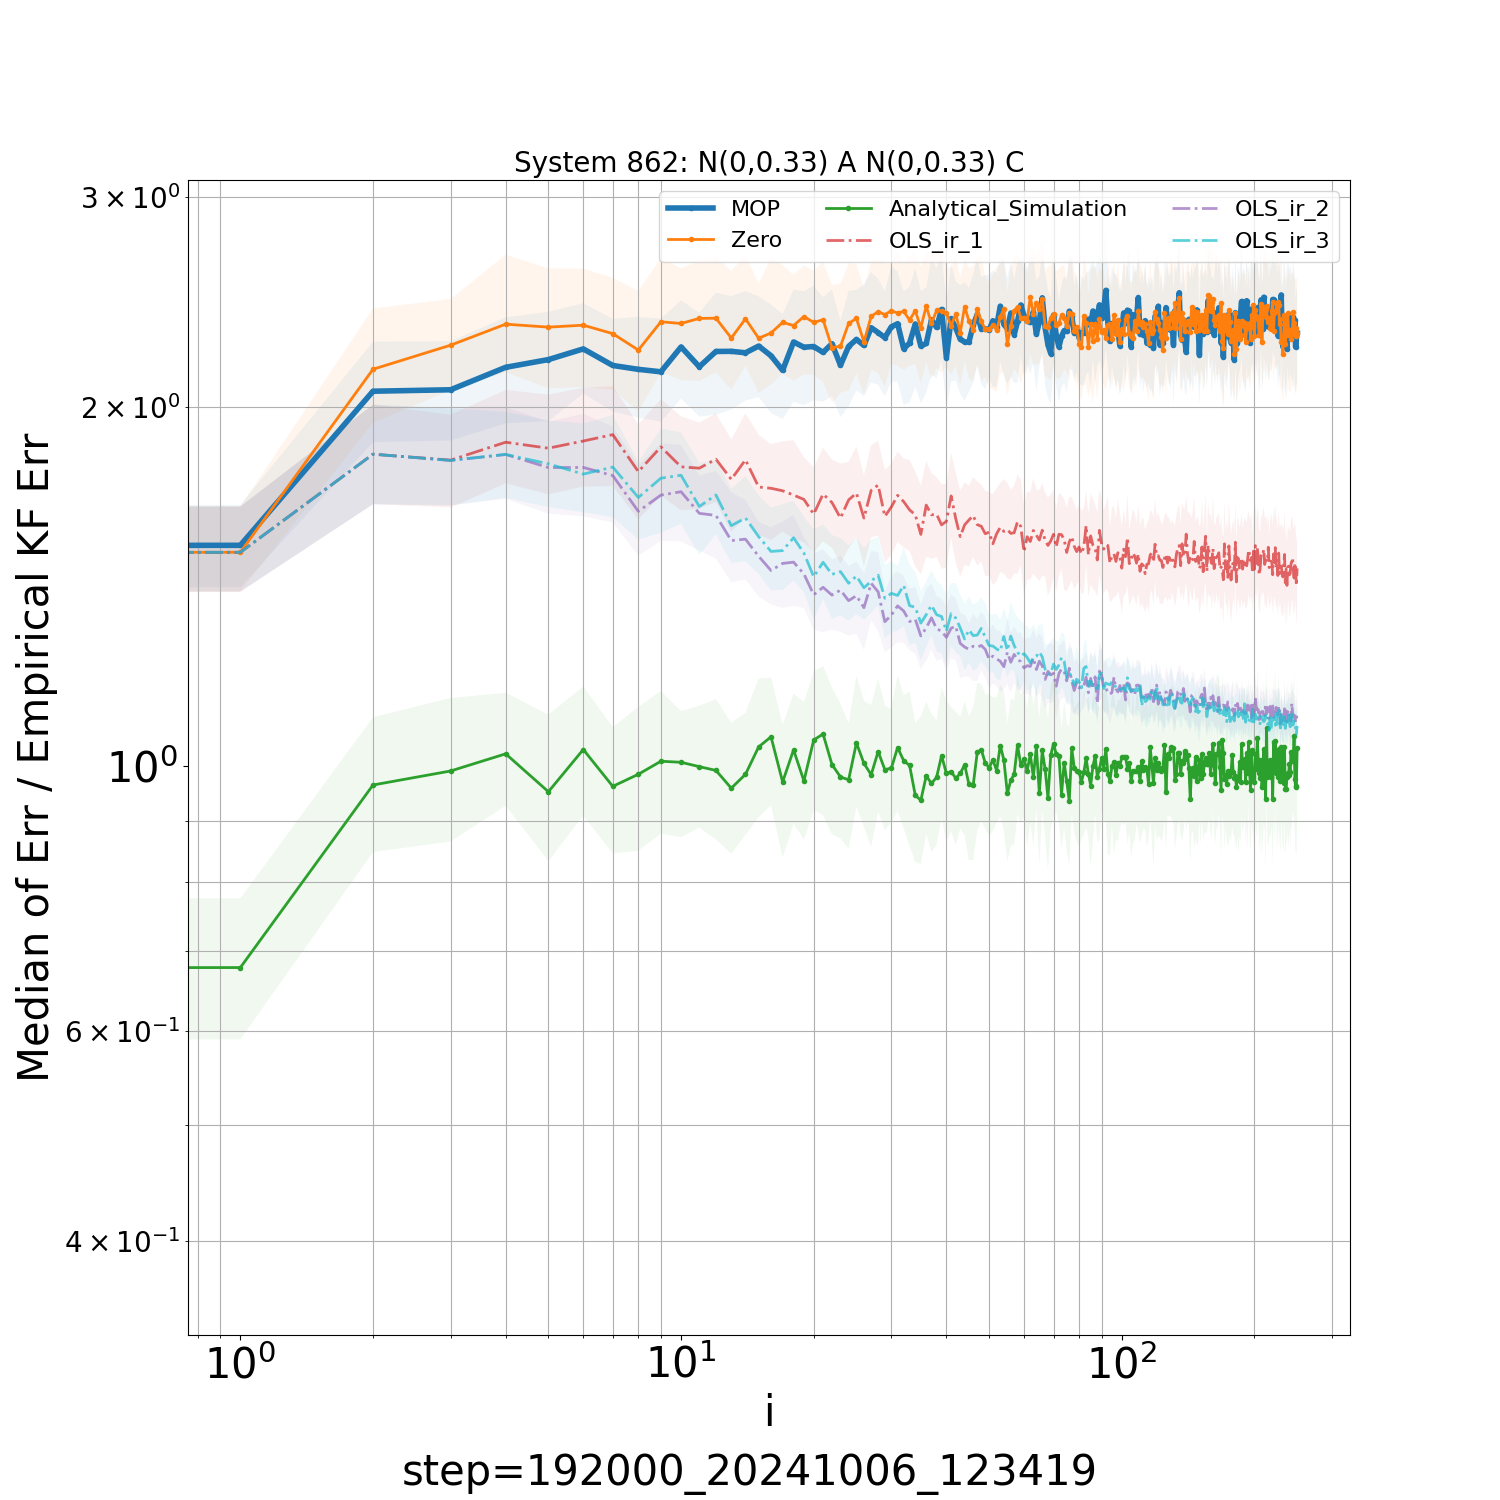 System 862: N(0,0.33) A N(0,0.33) C
MOP
Zero
Analytical_Simulation
OLS_ir_1
OLS_ir_2
OLS_ir_3
3 × 10⁰
2 × 10⁰
10⁰
6 × 10⁻¹
4 × 10⁻¹
Median of Err / Empirical KF Err
10⁰
10¹
10²
i
step=192000_20241006_123419